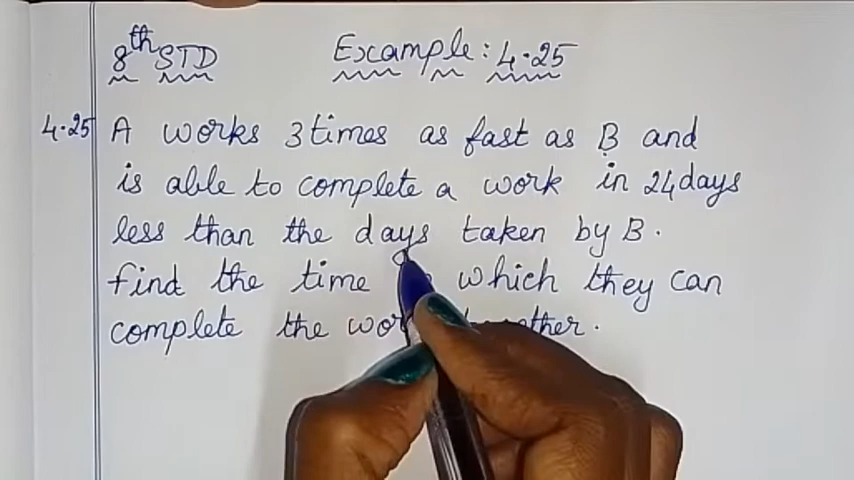 8th STD Example: 4.25
4.25 A works 3 times as fast as B and
is able to complete a work in 24 days
less than the days taken by B.
find the time which they can
complete the